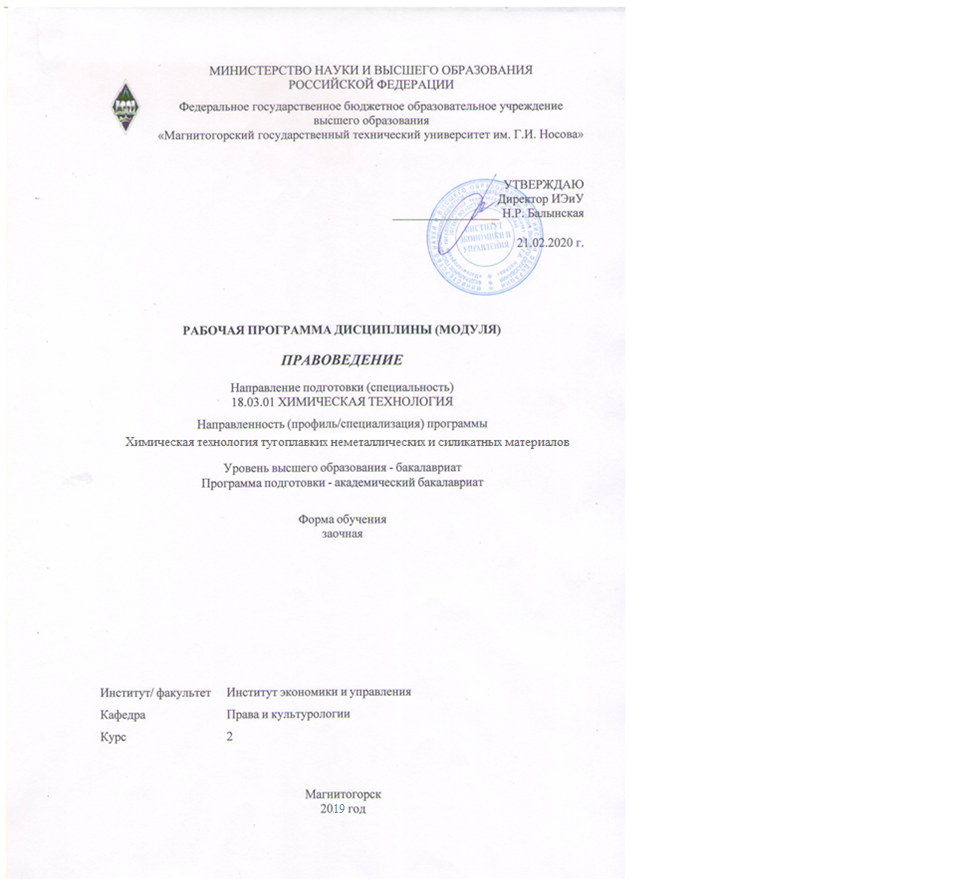 МИНИСТЕРСТВО НАУКИ И ВЫСШЕГО ОБРАЗОВАНИЯ
РОССИЙСКОЙ ФЕДЕРАЦИИ
Федеральное государственное бюджетное образовательное учреждение
высшего образования
«Магнитогорский государственный технический университет им. Г.И. Носова»
УТВЕРЖДАЮ
Директор ИЭиУ
Н.Р. Балынская
21.02.2020 г.
ИНСТИТУТ
ЭКОНОМИКИ И
УПРАВЛЕНИЯ
РАБОЧАЯ ПРОГРАММА ДИСЦИПЛИНЫ (МОДУЛЯ)
ПРАВОВЕДЕНИЕ
Направление подготовки (специальность)
18.03.01 ХИМИЧЕСКАЯ ТЕХНОЛОГИЯ
Направленность (профиль/специализация) программы
Химическая технология тугоплавких неметаллических и силикатных материалов
Уровень высшего образования - бакалавриат
Программа подготовки - академический бакалавриат
Форма обучения
заочная
Институт/ факультет Институт экономики и управления
Кафедра Права и культурологии
Курс 2
Магнитогорск
2019 год